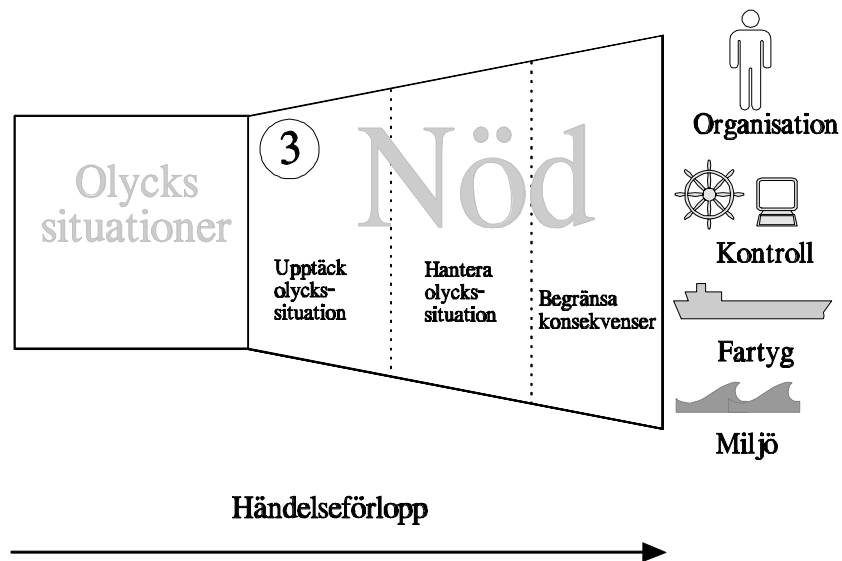 Olycks
situationer
3
Nöd
Upptäck
olycks-
situation
Hantera
olycks-
situation
Begränsa
konsekvenser
Organisation
Kontroll
Fartyg
Miljö
Händelseförlopp